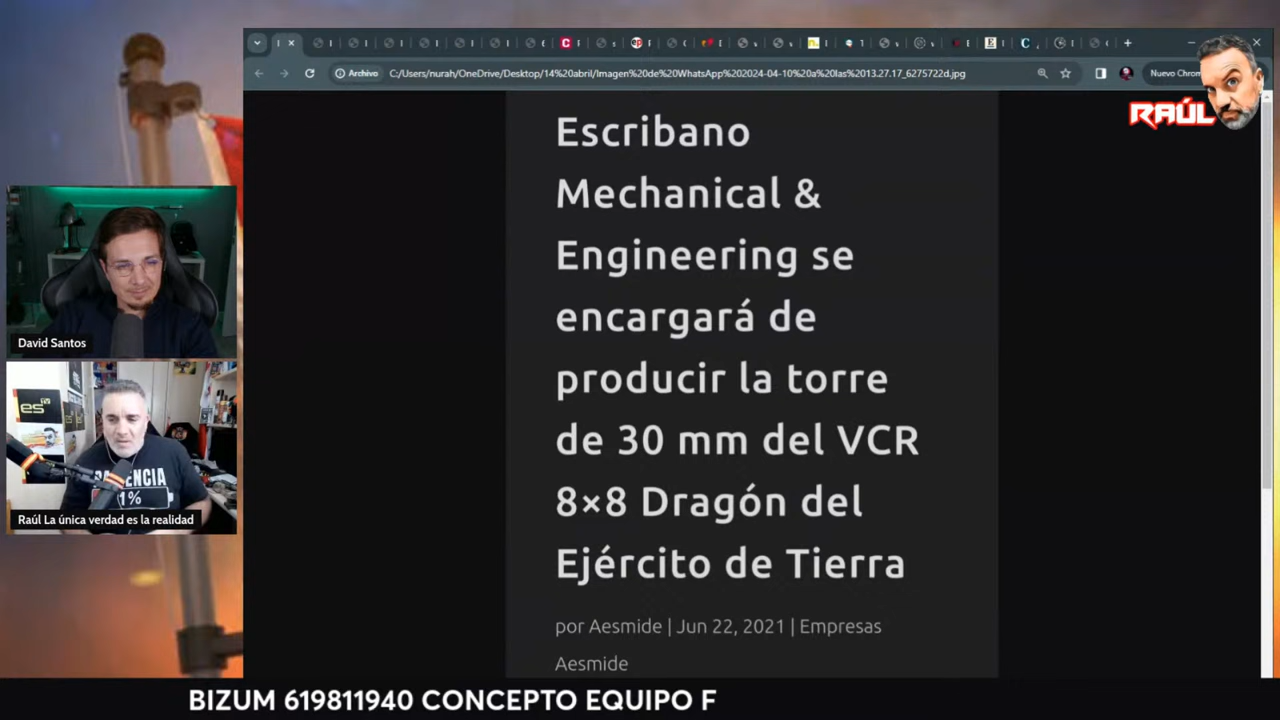 Archivo
C:/Users/nurah/OneDrive/Desktop/14%20abril/Imagen%20de%20WhatsApp%202024-04-10%20a%20las%2013.27.17_6275722d.jpg
Nuevo Chrom
RAÚL
Escribano
Mechanical &
Engineering se
encargará de
producir la torre
de 30 mm del VCR
8×8 Dragón del
Ejército de Tierra
por Aesmide | Jun 22, 2021 | Empresas
Aesmide
David Santos
es
1%
Raúl La única verdad es la realidad
BIZUM 619811940 CONCEPTO EQUIPO F